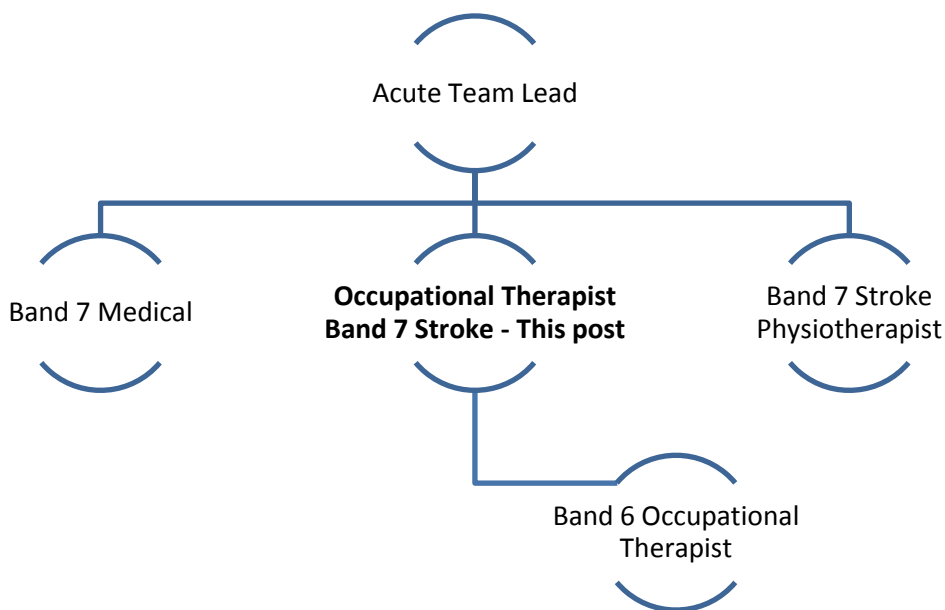 Acute Team Lead
Band 7 Medical
Occupational Therapist
Band 7 Stroke - This post
Band 7 Stroke
Physiotherapist
Band 6 Occupational
Therapist